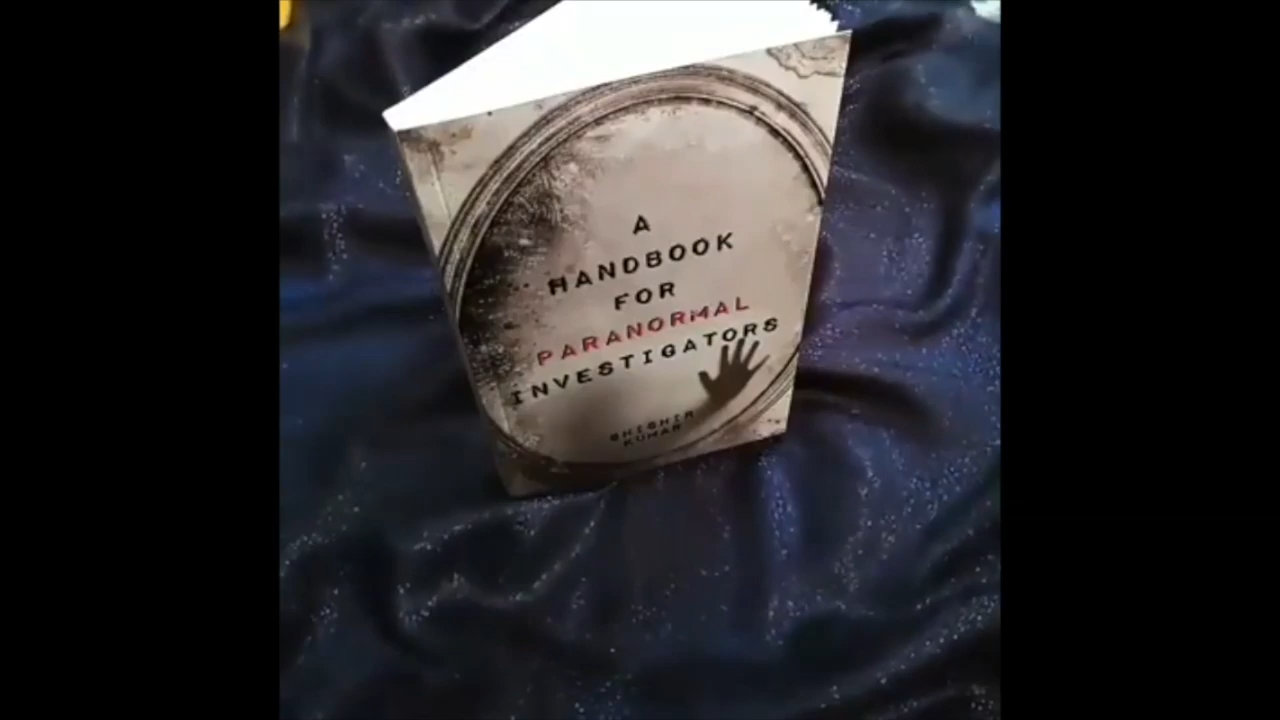 A
HANDBOOK
FOR
PARANORMAL
INVESTIGATORS
SHISHIR
KUMAR